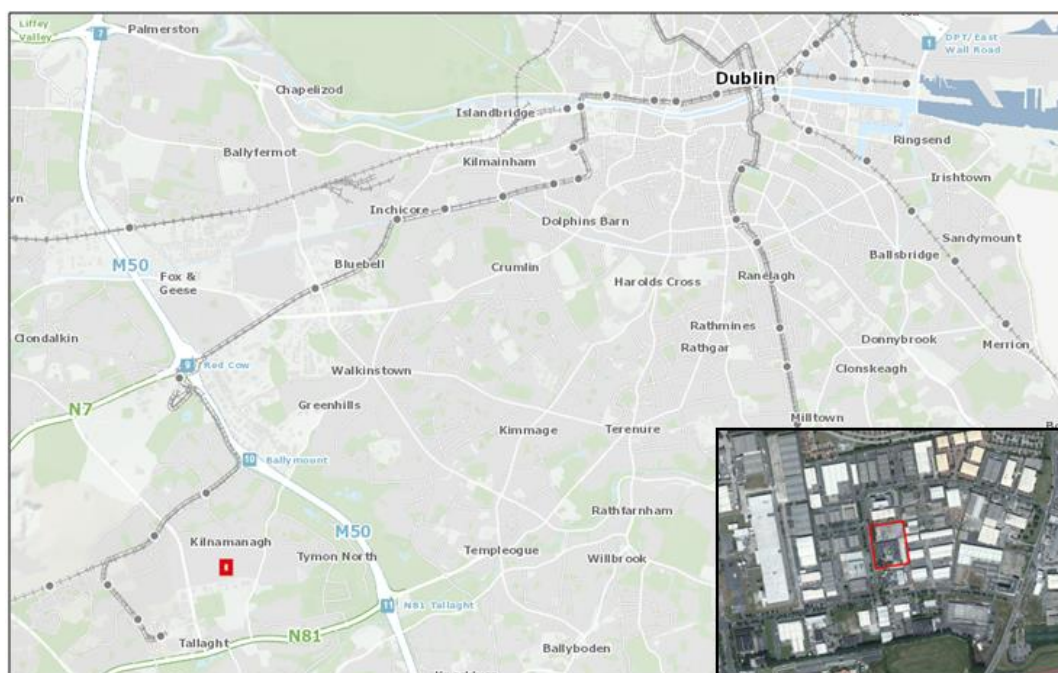 Liffey
Valley
7
Palmerston
DPT/ East
Wall Road
1
Dublin
Chapelizod
Islandbridge
Ringsend
Ballyfermot
Kilmainham
Irishtown
Inchicore
Dolphins Barn
Sandymount
M50
Bluebell
Ballsbridge
Fox &
Geese
Crumlin
Harolds Cross
Ranelagh
Clondalkin
Rathmines
Donnybrook
Merrion
9
Red Cow
Rathgar
Walkinstown
Clonskeagh
N7
Greenhills
Milltown
Kimmage
Terenure
10
Ballymount
Rathfarnham
M50
Kilnamanagh
Tymon North
Templeogue
Willbrook
11
N81 Tallaght
Tallaght
N81
Ballyboden